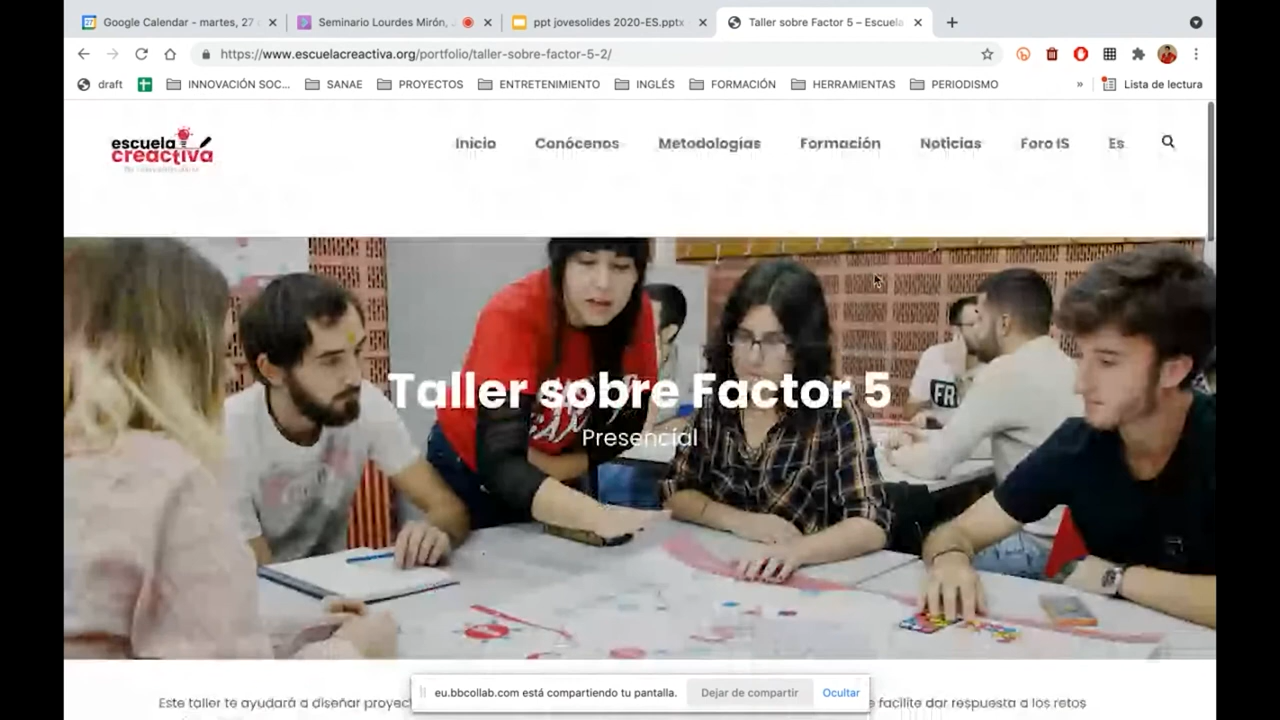 Google Calendar - martes, 27
Seminario Lourdes Mirón,
ppt jovesolides 2020-ES.pptx
Taller sobre Factor 5 – Escuela
https://www.escuelacreactiva.org/portfolio/taller-sobre-factor-5-2/
draft
INNOVACIÓN SOC...
SANAE
PROYECTOS
ENTRETENIMIENTO
INGLÉS
FORMACIÓN
HERRAMIENTAS
PERIODISMO
»
Lista de lectura
escuela
creactiva
Inicio
Conócenos
Metodologías
Formación
Noticias
Foro IS
Es
FR
Taller sobre Factor 5
Presencial
eu.bbcollab.com está compartiendo tu pantalla.
Dejar de compartir
Ocultar
Este taller te ayudará a diseñar facilite dar respuesta a los retos